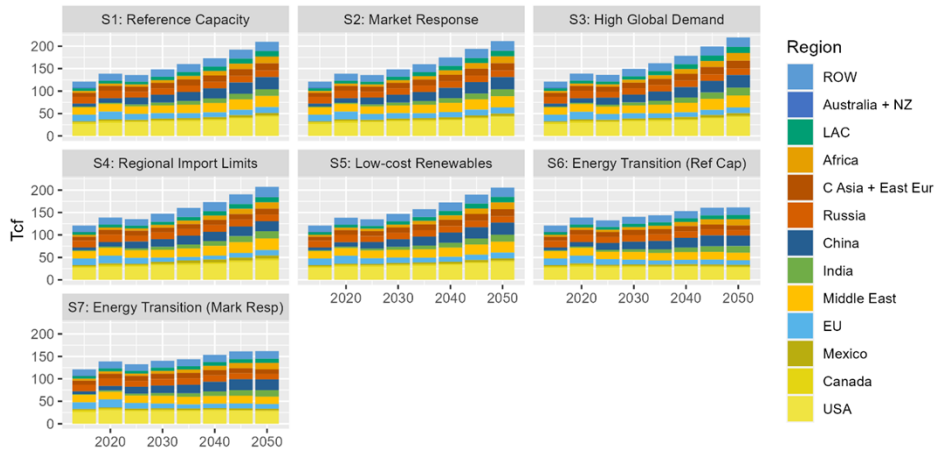 S1: Reference Capacity
S2: Market Response
S3: High Global Demand
200
150
100
50
0
S4: Regional Import Limits
S5: Low-cost Renewables
S6: Energy Transition (Ref Cap)
200
150
100
50
0
Tcf
2020 2030 2040 2050
2020 2030 2040 2050
S7: Energy Transition (Mark Resp)
200
150
100
50
0
2020 2030 2040 2050
Region
ROW
Australia + NZ
LAC
Africa
C Asia + East Eur
Russia
China
India
Middle East
EU
Mexico
Canada
USA